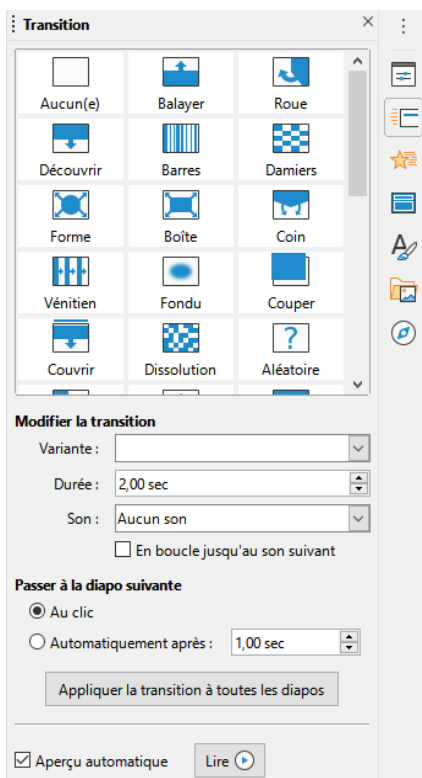 Transition
Aucun(e) Balayer Roue
Découvrir Barres Damiers
Forme Boîte Coin
Vénitien Fondu Couper
Couvrir Dissolution Aléatoire
Modifier la transition
Variante :
Durée : 2,00 sec
Son : Aucun son
En boucle jusqu'au son suivant
Passer à la diapo suivante
Au clic
Automatiquement après : 1,00 sec
Appliquer la transition à toutes les diapos
Aperçu automatique Lire